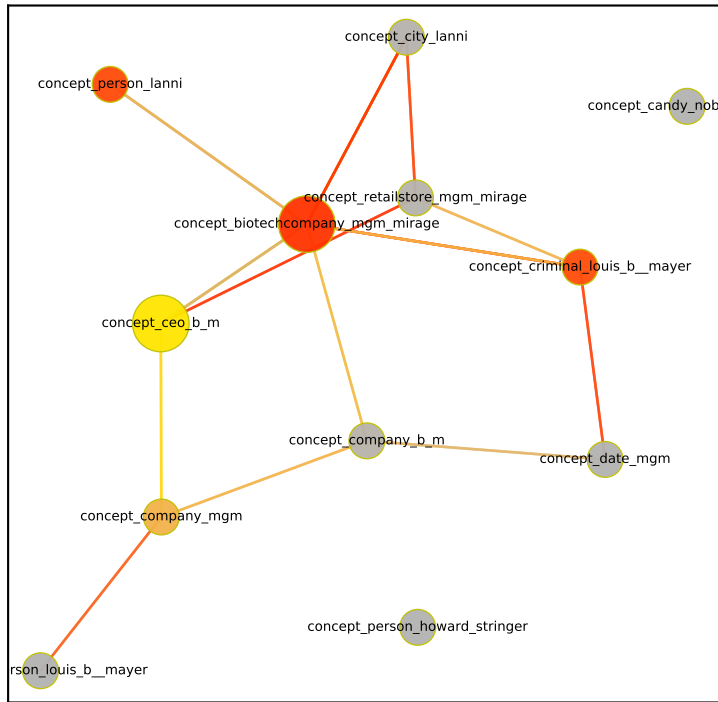 concept_city_lanni
concept_person_lanni
concept_candy_nob
concept_retailstore_mgm_mirage
concept_biotechcompany_mgm_mirage
concept_criminal_louis_b__mayer
concept_ceo_b_m
concept_company_b_m
concept_date_mgm
concept_company_mgm
concept_person_howard_stringer
rson_louis_b__mayer